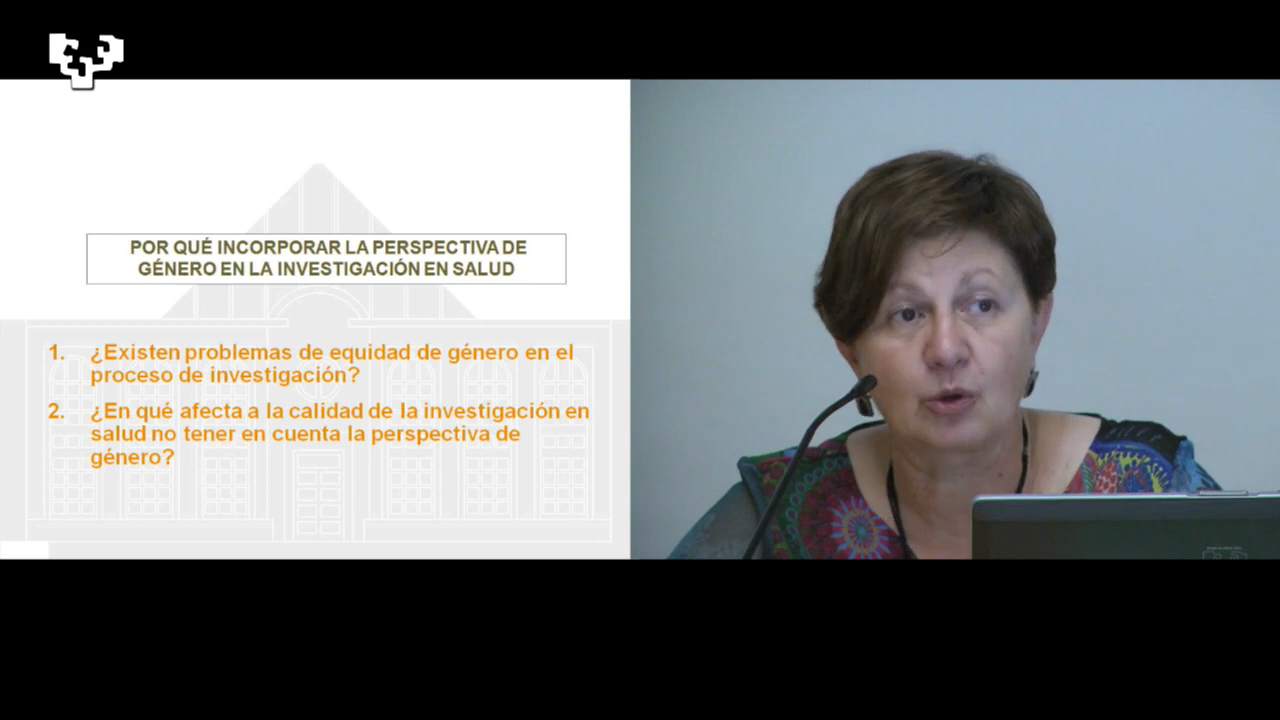 POR QUÉ INCORPORAR LA PERSPECTIVA DE
GÉNERO EN LA INVESTIGACIÓN EN SALUD
1. ¿Existen problemas de equidad de género en el
proceso de investigación?
2. ¿En qué afecta a la calidad de la investigación en
salud no tener en cuenta la perspectiva de
género?